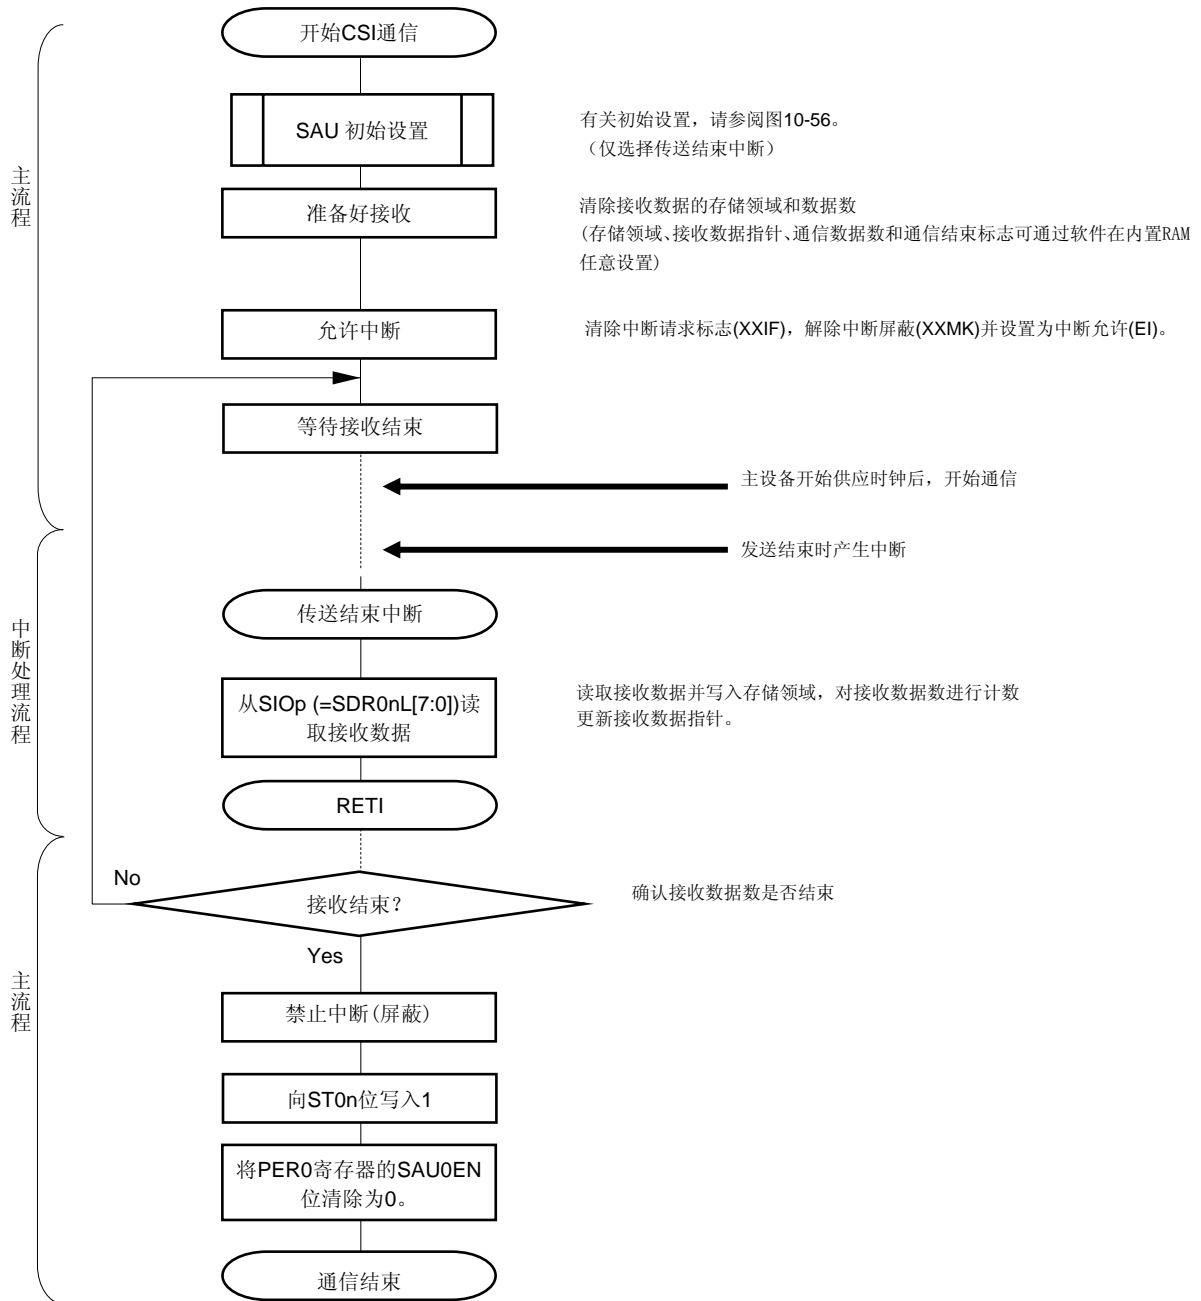 开始CSI通信
SAU 初始设置
有关初始设置，请参阅图10-56。
（仅选择传送结束中断）
主流程
准备好接收
清除接收数据的存储领域和数据数
(存储领域、接收数据指针、通信数据数和通信结束标志可通过软件在内置RAM
任意设置)
允许中断
清除中断请求标志(XXIF)，解除中断屏蔽(XXMK)并设置为中断允许(EI)。
等待接收结束
主设备开始供应时钟后，开始通信
发送结束时产生中断
传送结束中断
中断处理流程
从SIOp (=SDR0nL[7:0])读
取接收数据
读取接收数据并写入存储领域，对接收数据数进行计数
更新接收数据指针。
RETI
No
接收结束？
确认接收数据数是否结束
Yes
主流程
禁止中断(屏蔽)
向ST0n位写入1
将PER0寄存器的SAU0EN
位清除为0。
通信结束